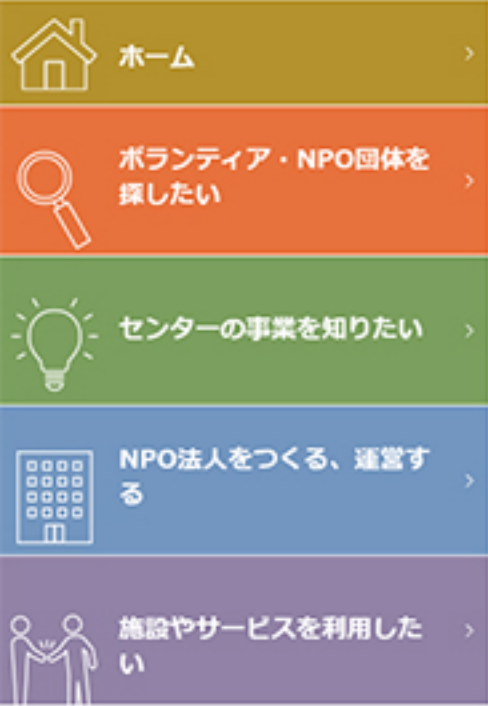 ホーム
ボランティア・NPO団体を
探したい
センターの事業を知りたい
NPO法人をつくる、運営す
る
施設やサービスを利用した
い